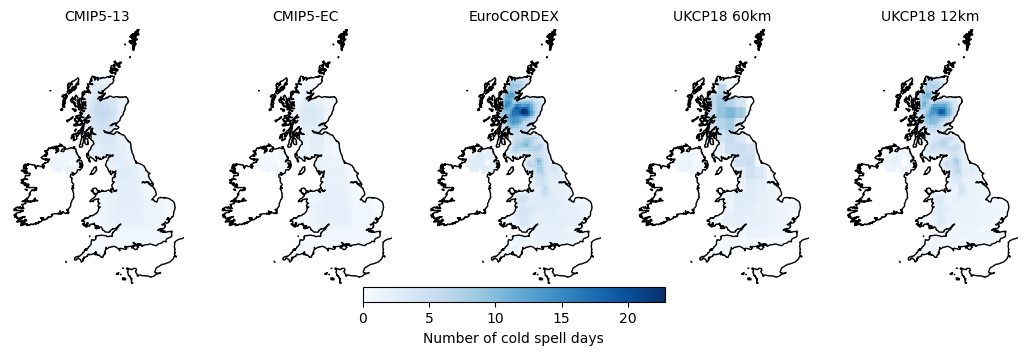 CMIP5-13 CMIP5-EC EuroCORDEX UKCP18 60km UKCP18 12km
0 5 10 15 20
Number of cold spell days